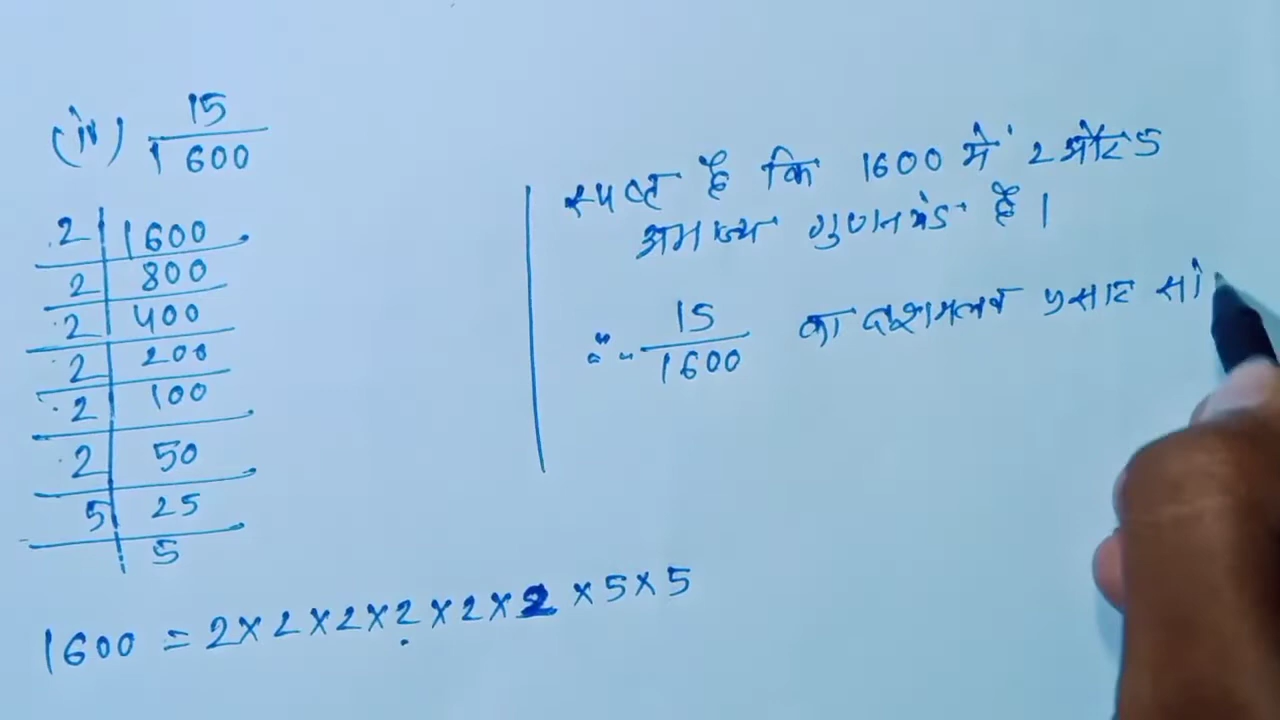 (iv) 15
1600
2 | 1600
2 | 800
2 | 400
2 | 200
2 | 100
2 | 50
5 | 25
5
1600 = 2×2×2×2×2×2×5×5
स्पष्ट है कि 1600 में 2 और 5
अभाज्य गुणनखंड है।
∴ 15
1600 का दशमलव प्रसार सां